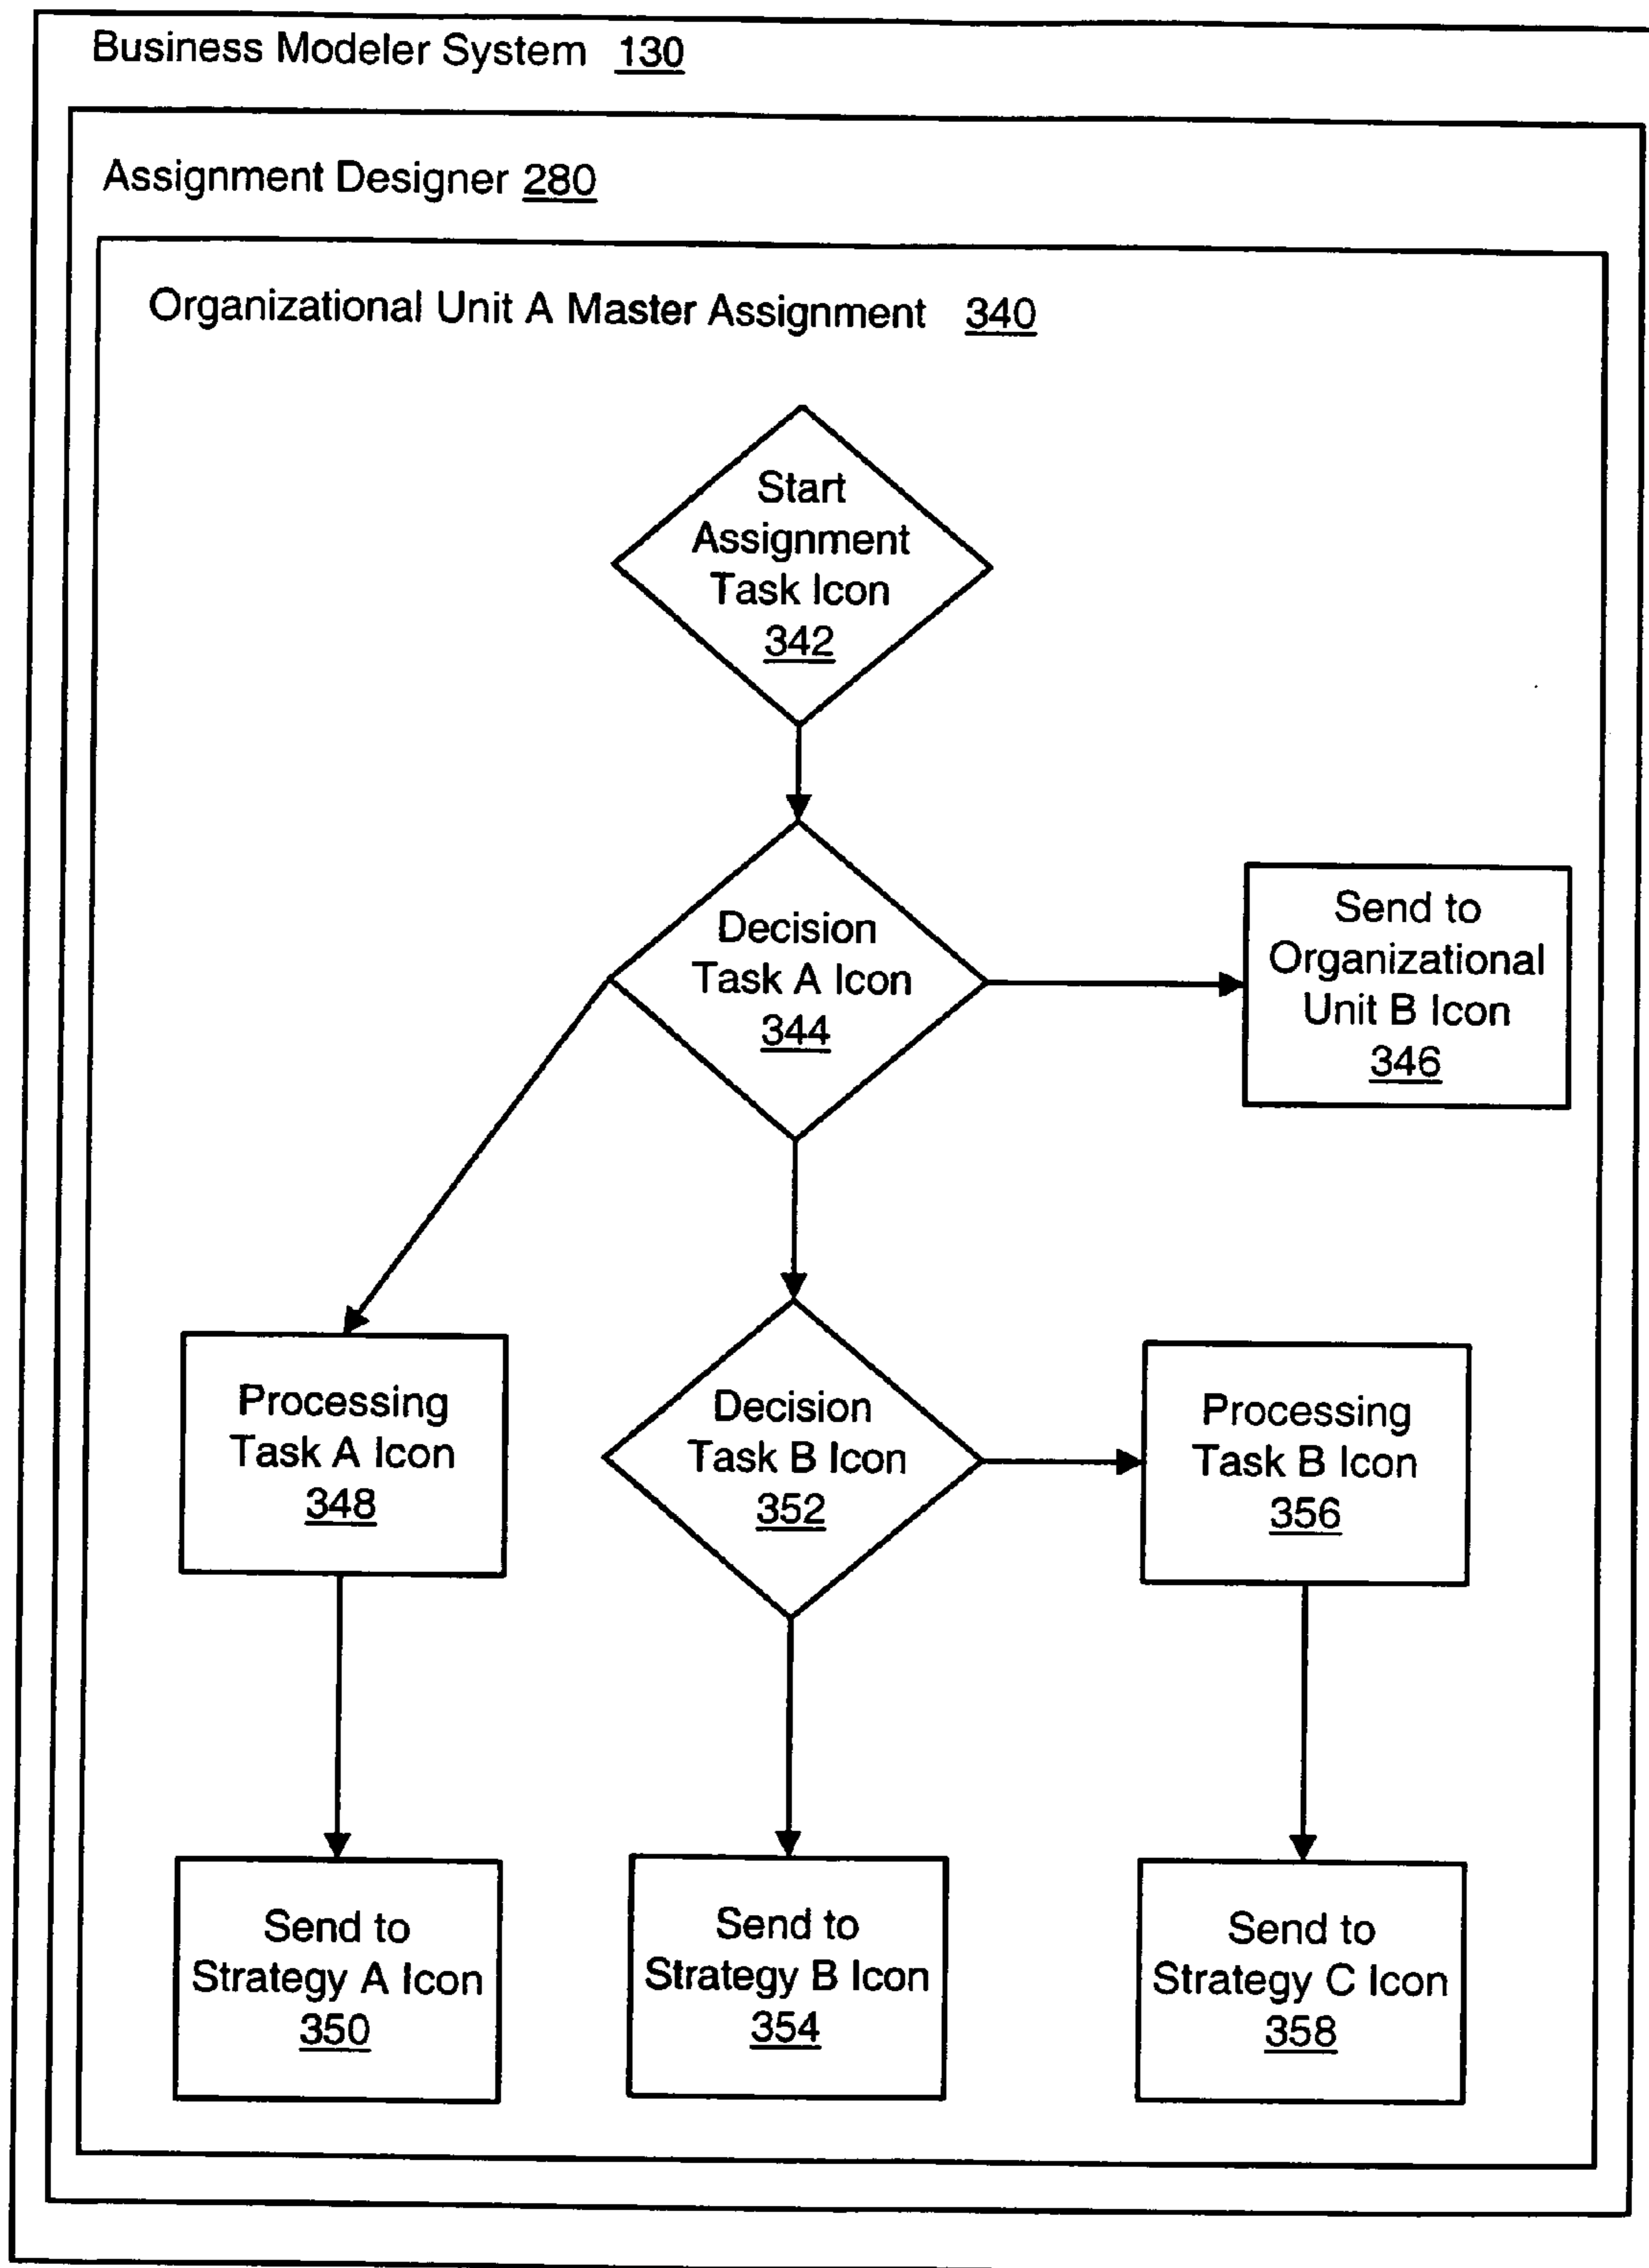 Business Modeler System 130
Assignment Designer 280
Organizational Unit A Master Assignment 340
Start
Assignment
Task Icon
342
Decision
Task A Icon
344
Send to
Organizational
Unit B Icon
346
Processing
Task A Icon
348
Decision
Task B Icon
352
Processing
Task B Icon
356
Send to
Strategy A Icon
350
Send to
Strategy B Icon
354
Send to
Strategy C Icon
358